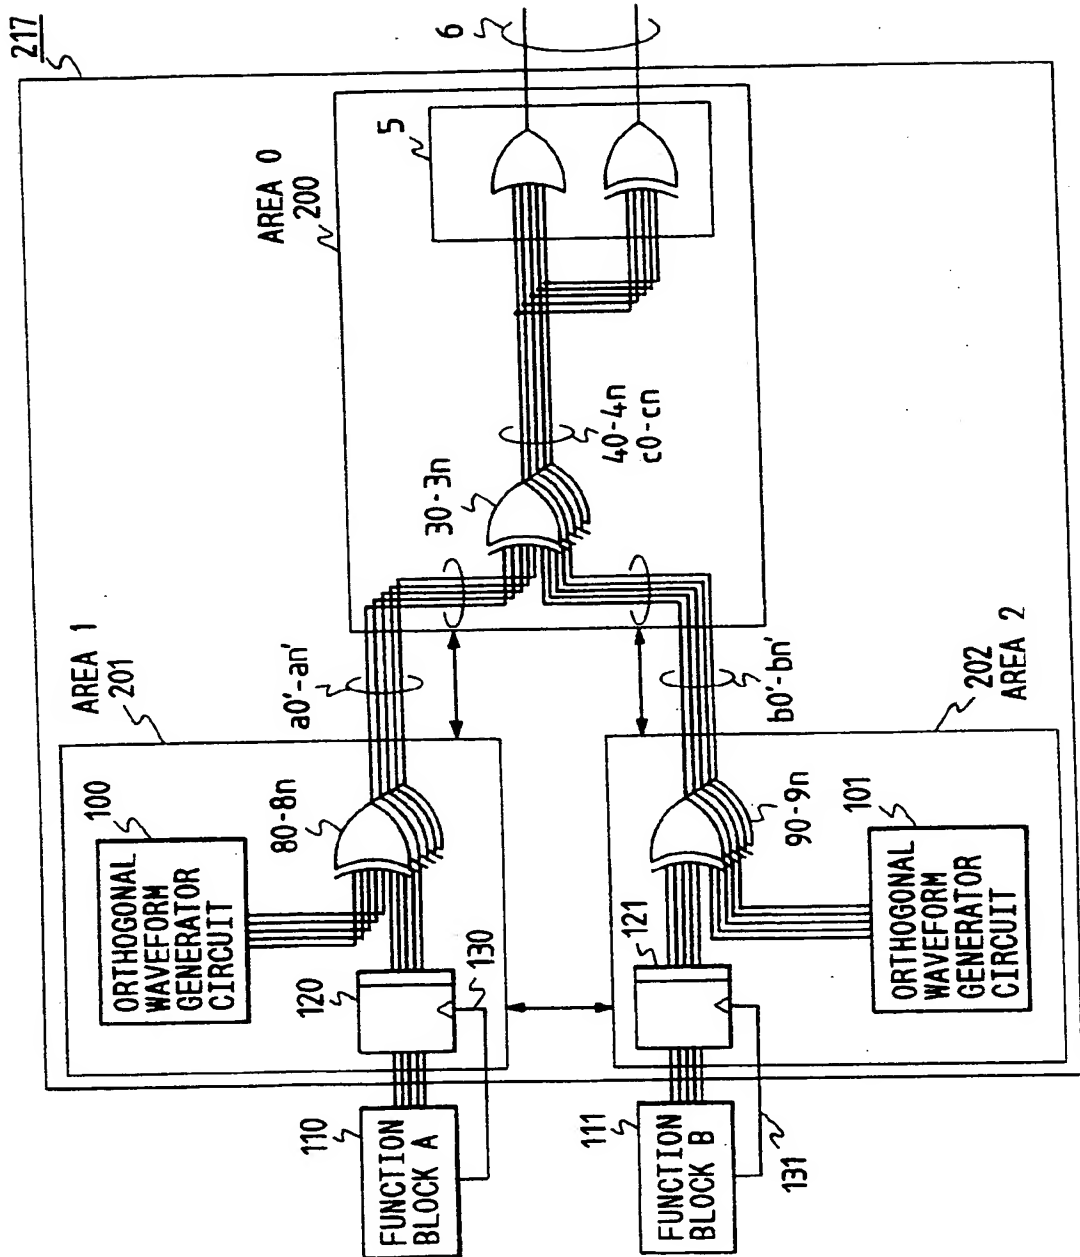 217
AREA 0
200
5
6
AREA 1
201
a0'-an'
30-3n
40-4n
c0-cn
100
ORTHOGONAL
WAVEFORM
GENERATOR
CIRCUIT
80-8n
120
130
110
FUNCTION
BLOCK A
b0'-bn'
202
AREA 2
121
90-9n
101
ORTHOGONAL
WAVEFORM
GENERATOR
CIRCUIT
111
FUNCTION
BLOCK B
131